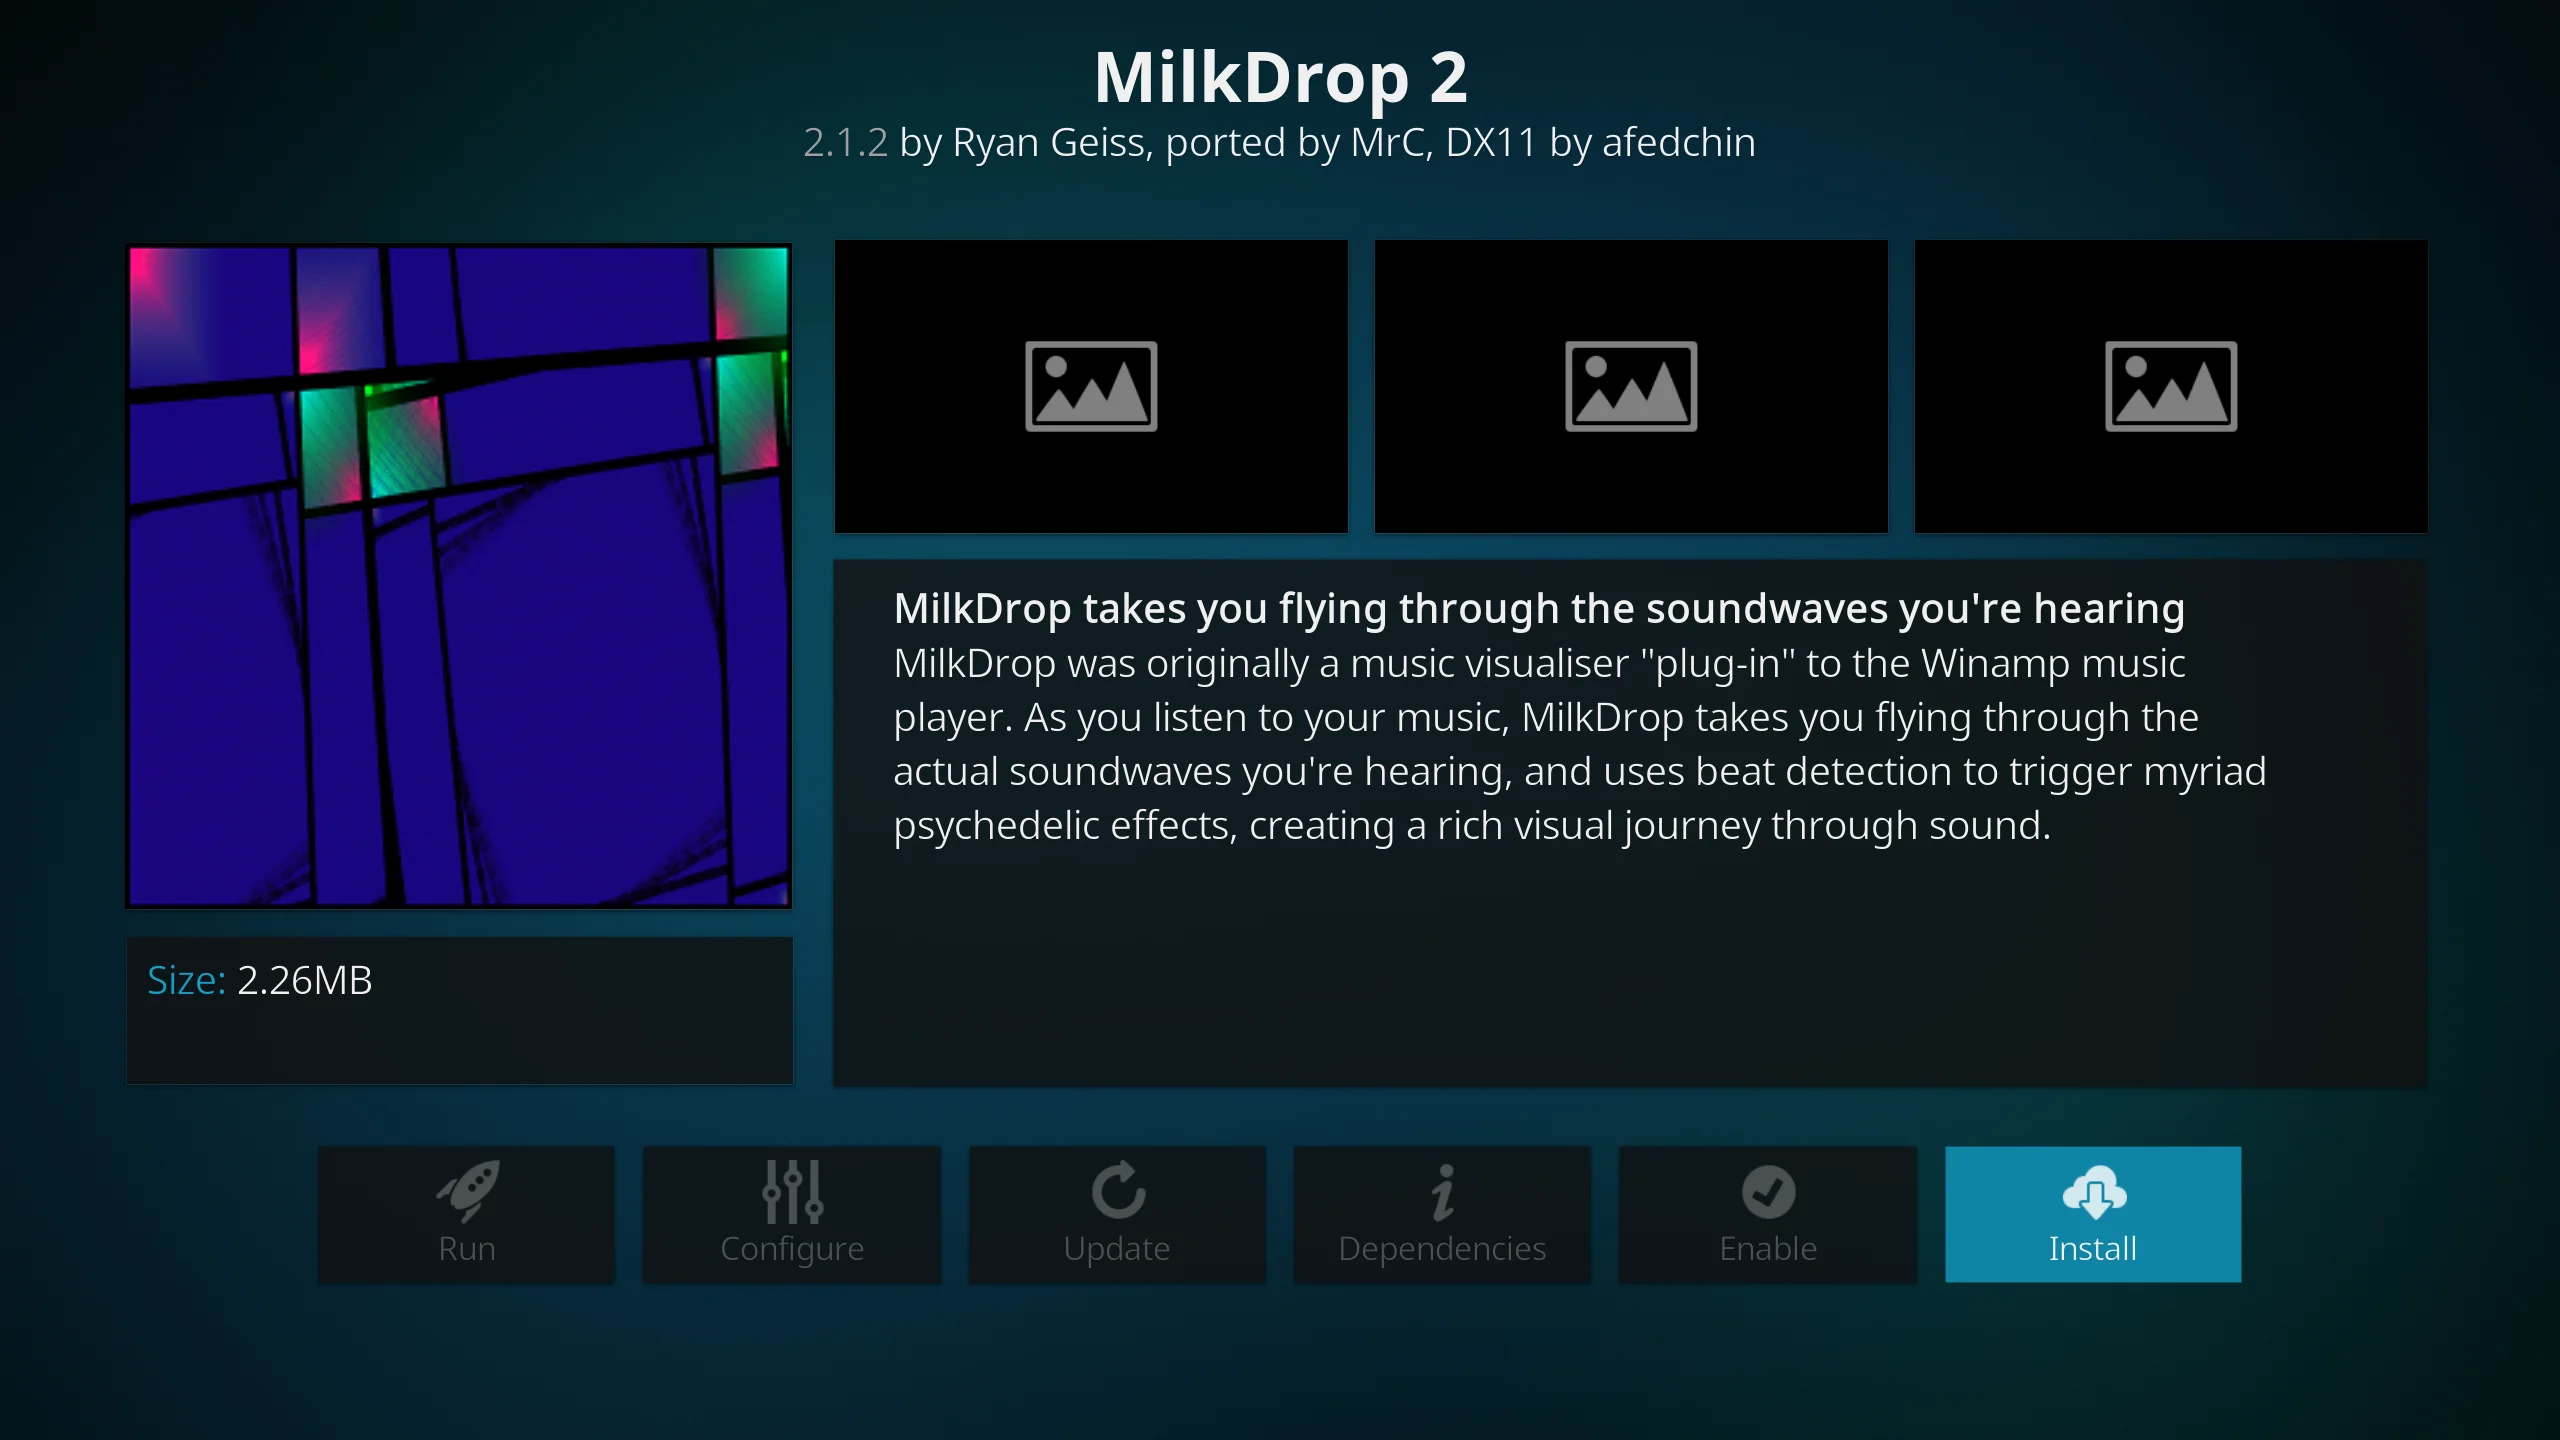 MilkDrop 2
2.1.2 by Ryan Geiss, ported by MrC, DX11 by afedchin
MilkDrop takes you flying through the soundwaves you're hearing
MilkDrop was originally a music visualiser "plug-in" to the Winamp music
player. As you listen to your music, MilkDrop takes you flying through the
actual soundwaves you're hearing, and uses beat detection to trigger myriad
psychedelic effects, creating a rich visual journey through sound.
Size: 2.26MB
Run
Configure
Update
Dependencies
Enable
Install